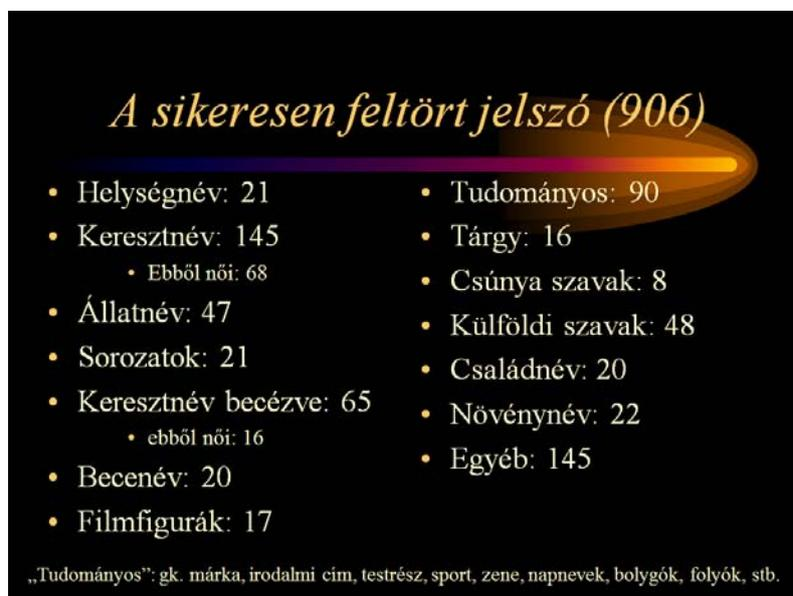 A sikeresen feltört jelszó (906)
• Helységnév: 21
• Keresztnév: 145
• Ebből női: 68
• Állatnév: 47
• Sorozatok: 21
• Keresztnév becézve: 65
• ebből női: 16
• Becenév: 20
• Filmfigurák: 17
• Tudományos: 90
• Tárgy: 16
• Csúnya szavak: 8
• Külföldi szavak: 48
• Családnév: 20
• Növénynév: 22
• Egyéb: 145
„Tudományos”: gk. márka, irodalmi cím, testrész, sport, zene, napnevek, bolygók, folyók, stb.